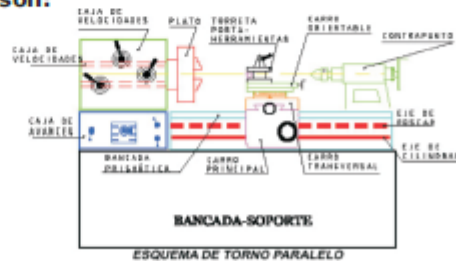 son:
CAJA DE
VELOCIDADES
PLATO
TORRETA
PORTA-
HERRAMIENTAS
CARRO
ORIENTABLE
CONTRAPUNTO
CAJA DE
VELOCIDADES
CAJA DE
AVANCES
BANCADA
PRISMÁTICA
CARRO
PRINCIPAL
CARRO
TRANSVERSAL
EJE DE
ROSCAR
EJE DE
CILINDRAR
BANCADA-SOPORTE
ESQUEMA DE TORNO PARALELO